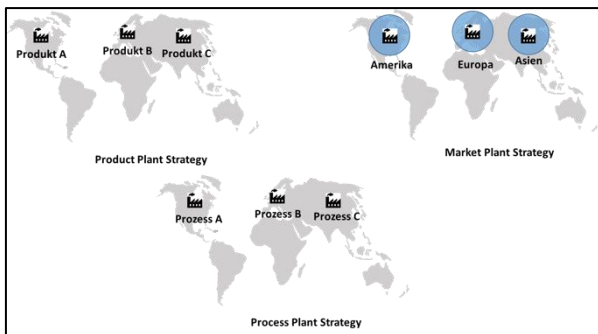 Produkt A
Produkt B
Produkt C
Product Plant Strategy
Amerika
Europa
Asien
Market Plant Strategy
Prozess A
Prozess B
Prozess C
Process Plant Strategy